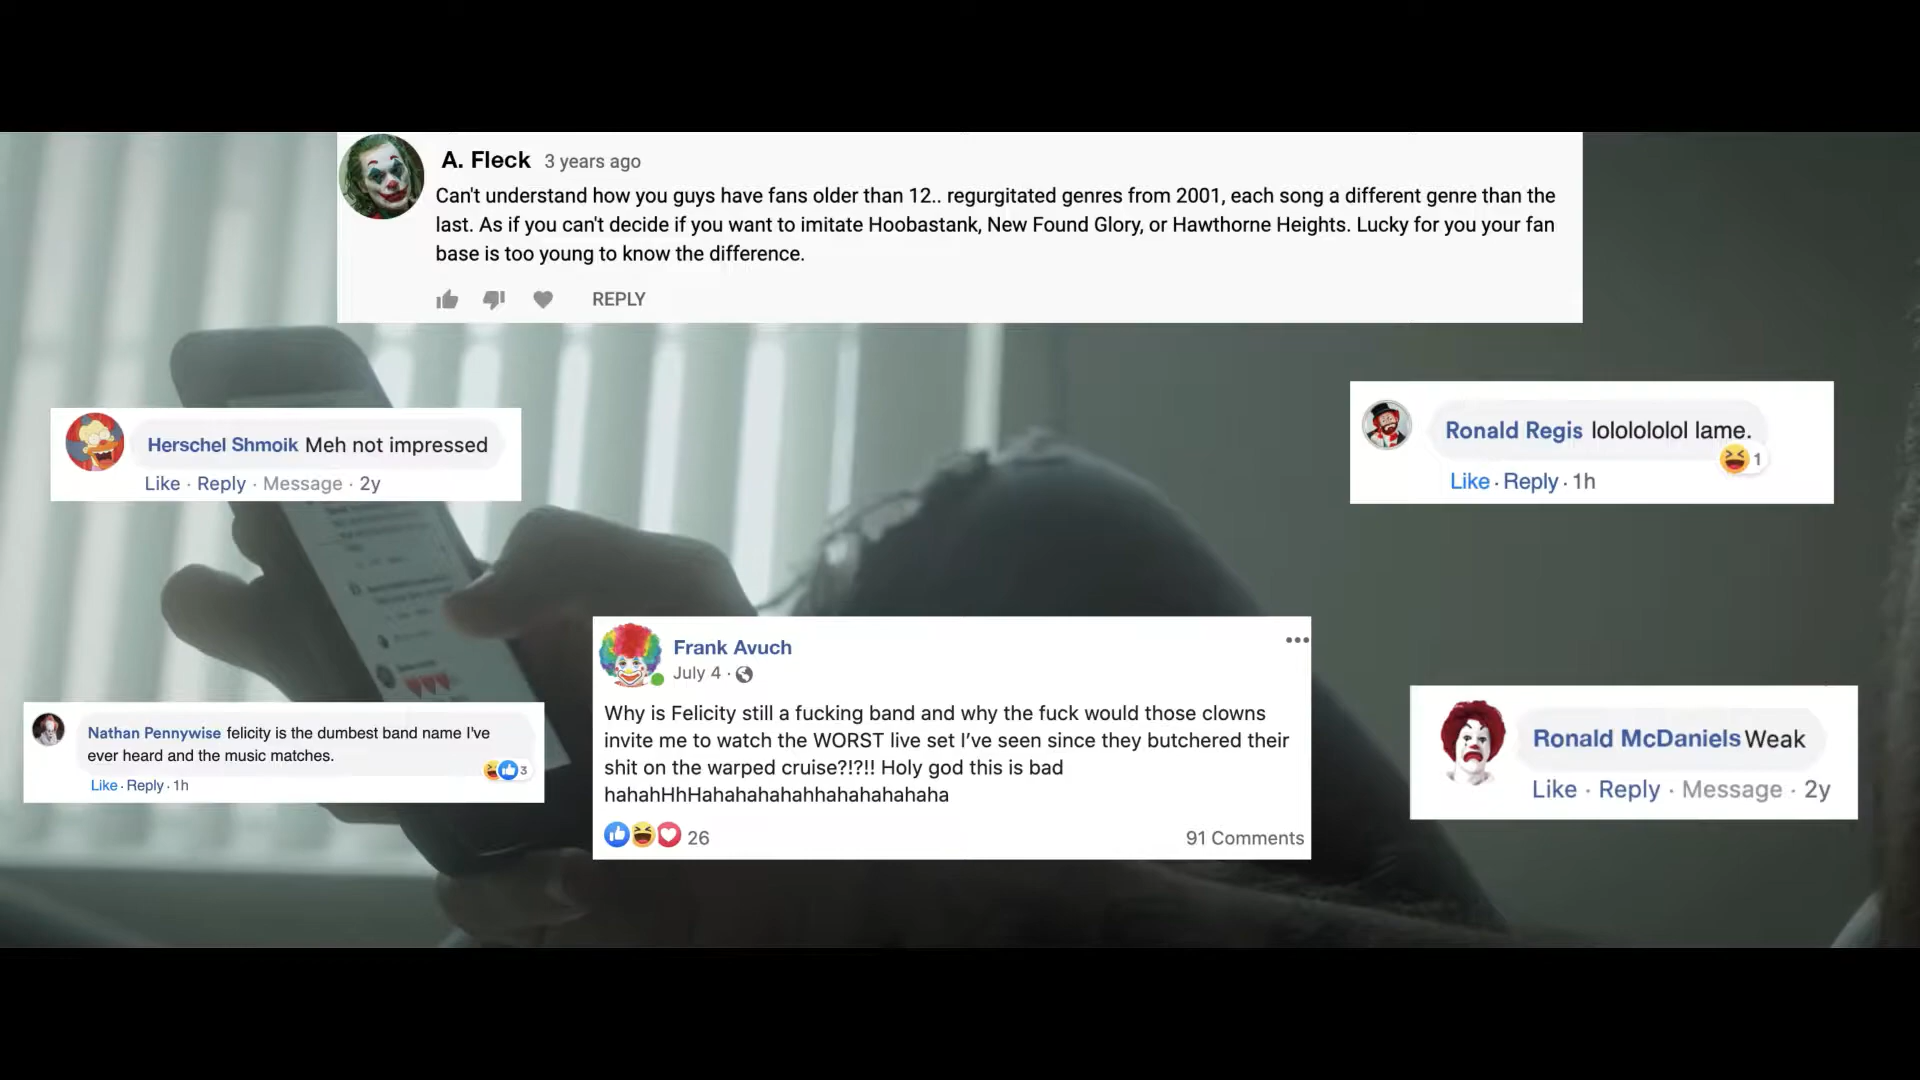 A. Fleck 3 years ago
Can't understand how you guys have fans older than 12.. regurgitated genres from 2001, each song a different genre than the
last. As if you can't decide if you want to imitate Hoobastank, New Found Glory, or Hawthorne Heights. Lucky for you your fan
base is too young to know the difference.
REPLY
Herschel Shmoik Meh not impressed
Like · Reply · Message · 2y
Ronald Regis lolololol lame.
1
Like · Reply · 1h
Frank Avuch
July 4 ·
Why is Felicity still a fucking band and why the fuck would those clowns
invite me to watch the WORST live set I've seen since they butchered their
shit on the warped cruise?!?!! Holy god this is bad
hahahHhHahahahahahhahahahahaha
26 91 Comments
Nathan Pennywise felicity is the dumbest band name I've
ever heard and the music matches.
3
Like · Reply · 1h
Ronald McDaniels Weak
Like · Reply · Message · 2y